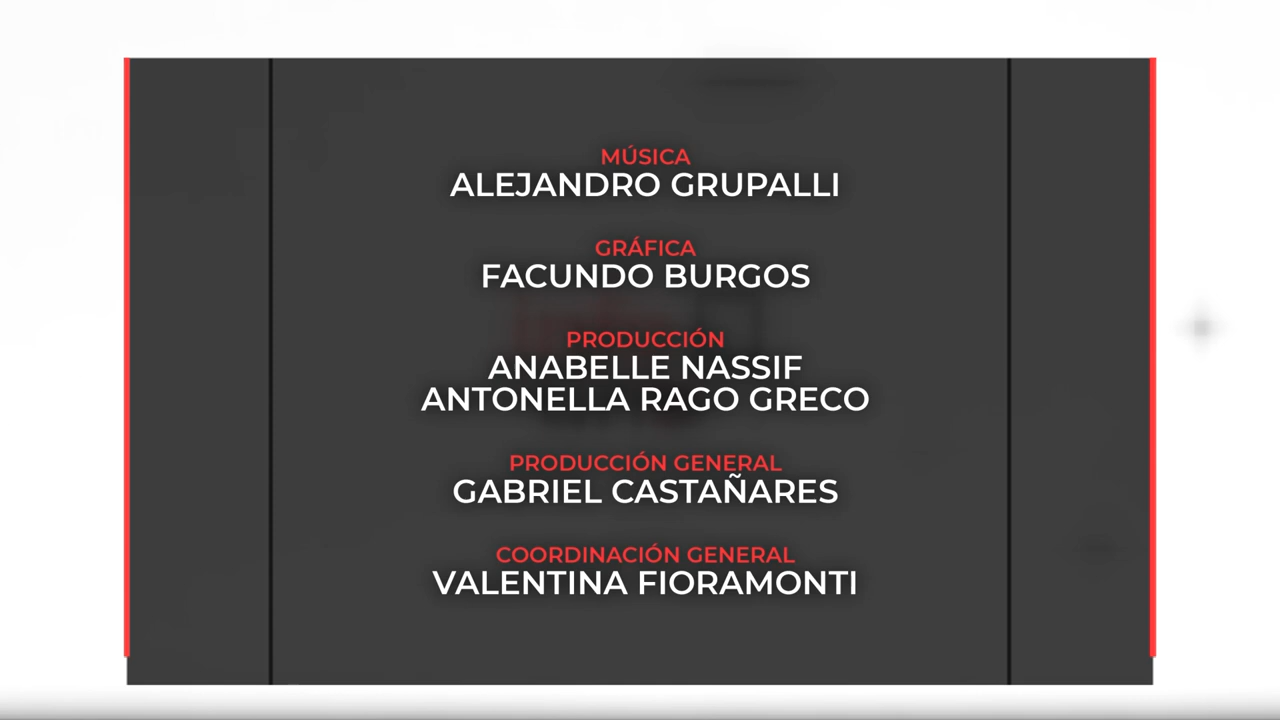 MÚSICA
ALEJANDRO GRUPALLI
GRÁFICA
FACUNDO BURGOS
PRODUCCIÓN
ANABELLE NASSIF
ANTONELLA RAGO GRECO
PRODUCCIÓN GENERAL
GABRIEL CASTAÑARES
COORDINACIÓN GENERAL
VALENTINA FIORAMONTI